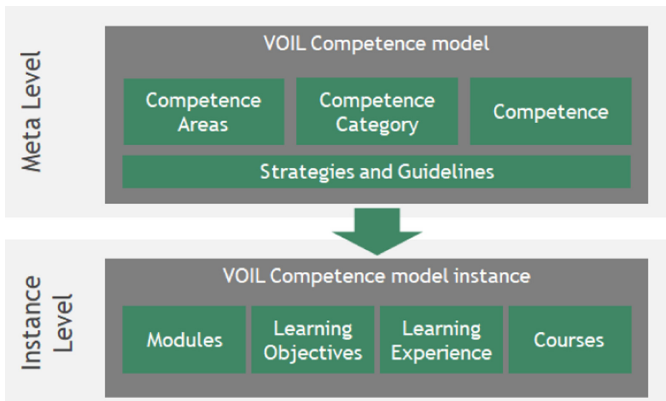 Meta Level
VOIL Competence model
Competence
Areas
Competence
Category
Competence
Strategies and Guidelines
Instance
Level
VOIL Competence model instance
Modules
Learning
Objectives
Learning
Experience
Courses